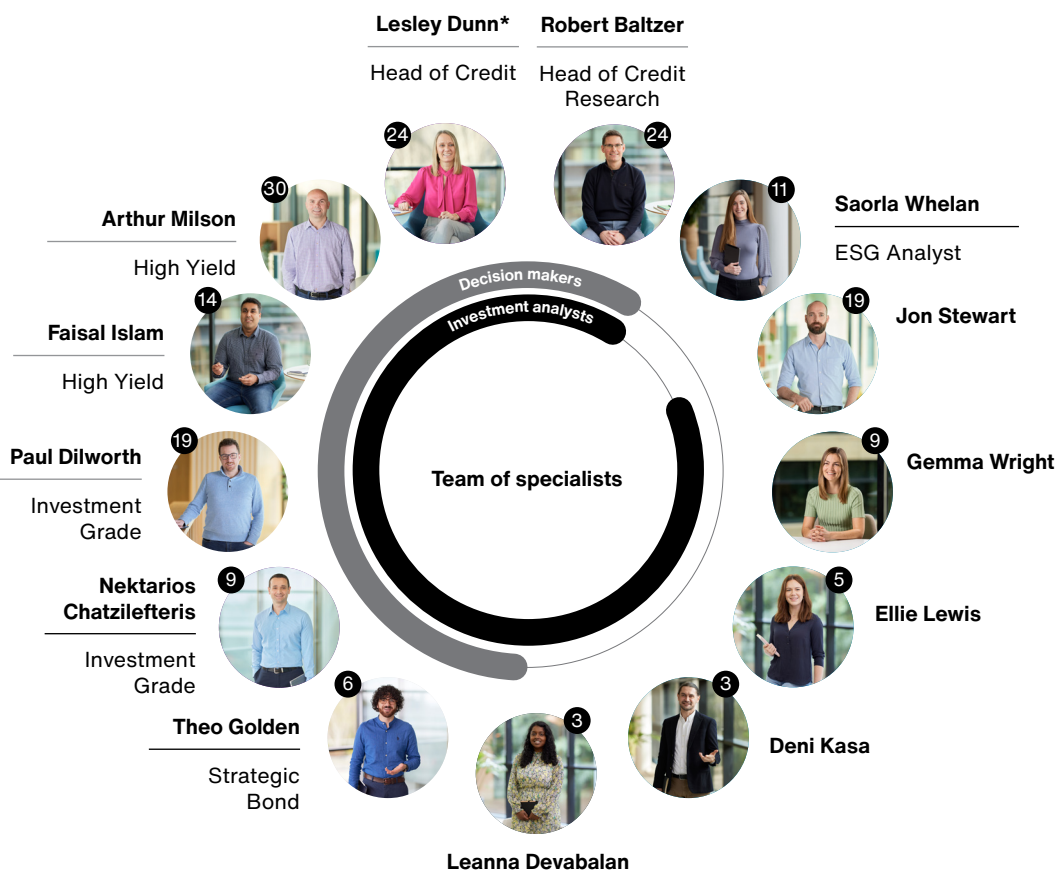 Lesley Dunn*
Head of Credit
24
Robert Baltzer
Head of Credit
Research
24
Saorla Whelan
ESG Analyst
11
Jon Stewart
19
Gemma Wright
9
Ellie Lewis
5
Deni Kasa
3
Leanna Devabalan
3
Theo Golden
Strategic
Bond
6
Nektarios
Chatzilefteris
Investment
Grade
9
Paul Dilworth
Investment
Grade
19
Faisal Islam
High Yield
14
Arthur Milson
High Yield
30
Decision makers
Investment analysts
Team of specialists